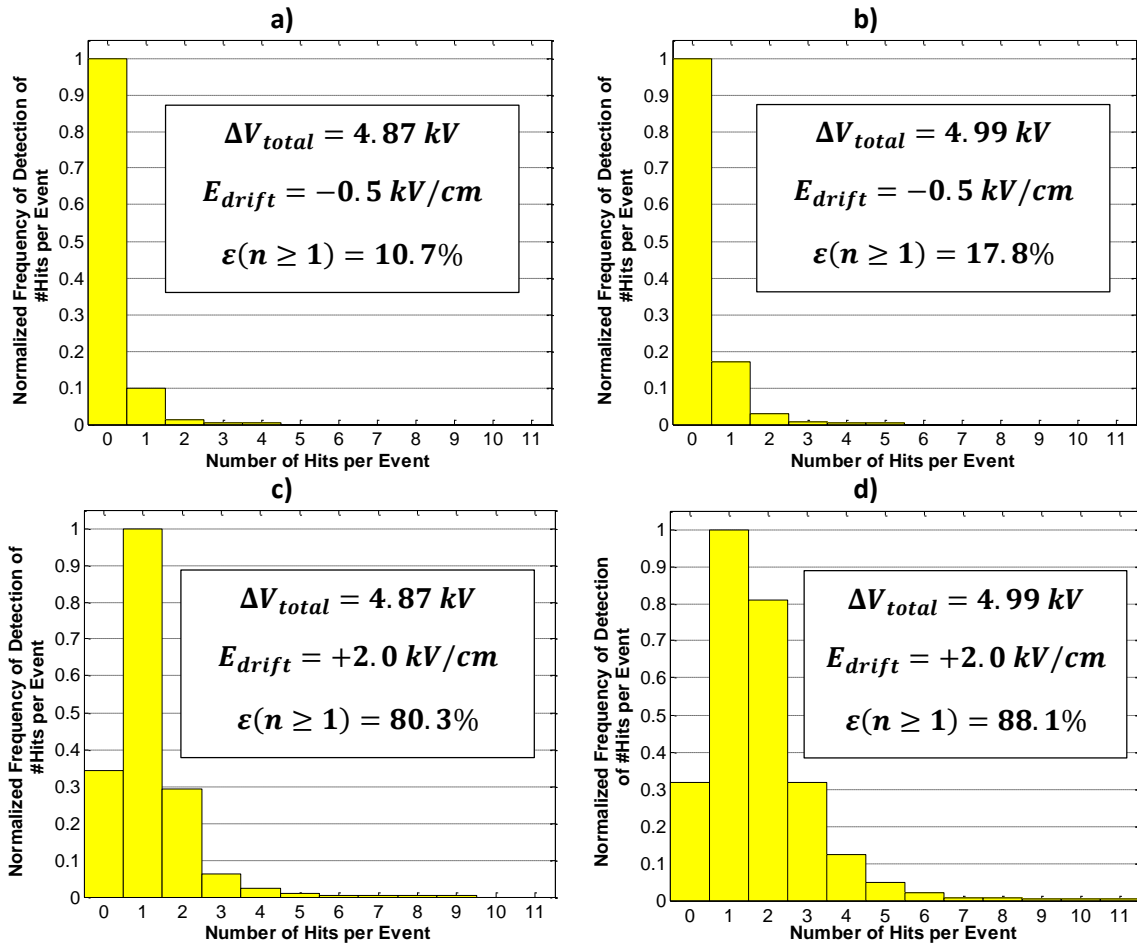 a)
Normalized Frequency of Detection of
#Hits per Event
1
0.9
0.8
0.7
0.6
0.5
0.4
0.3
0.2
0.1
0
ΔV_total = 4.87 kV
E_drift = −0.5 kV/cm
ε(n ≥ 1) = 10.7%
0 1 2 3 4 5 6 7 8 9 10 11
Number of Hits per Event
b)
Normalized Frequency of Detection of
#Hits per Event
1
0.9
0.8
0.7
0.6
0.5
0.4
0.3
0.2
0.1
0
ΔV_total = 4.99 kV
E_drift = −0.5 kV/cm
ε(n ≥ 1) = 17.8%
0 1 2 3 4 5 6 7 8 9 10 11
Number of Hits per Event
c)
Normalized Frequency of Detection of
#Hits per Event
1
0.9
0.8
0.7
0.6
0.5
0.4
0.3
0.2
0.1
0
ΔV_total = 4.87 kV
E_drift = +2.0 kV/cm
ε(n ≥ 1) = 80.3%
0 1 2 3 4 5 6 7 8 9 10 11
Number of Hits per Event
d)
Normalized Frequency of Detection
of #Hits per Event
1
0.9
0.8
0.7
0.6
0.5
0.4
0.3
0.2
0.1
0
ΔV_total = 4.99 kV
E_drift = +2.0 kV/cm
ε(n ≥ 1) = 88.1%
0 1 2 3 4 5 6 7 8 9 10 11
Number of Hits per Event